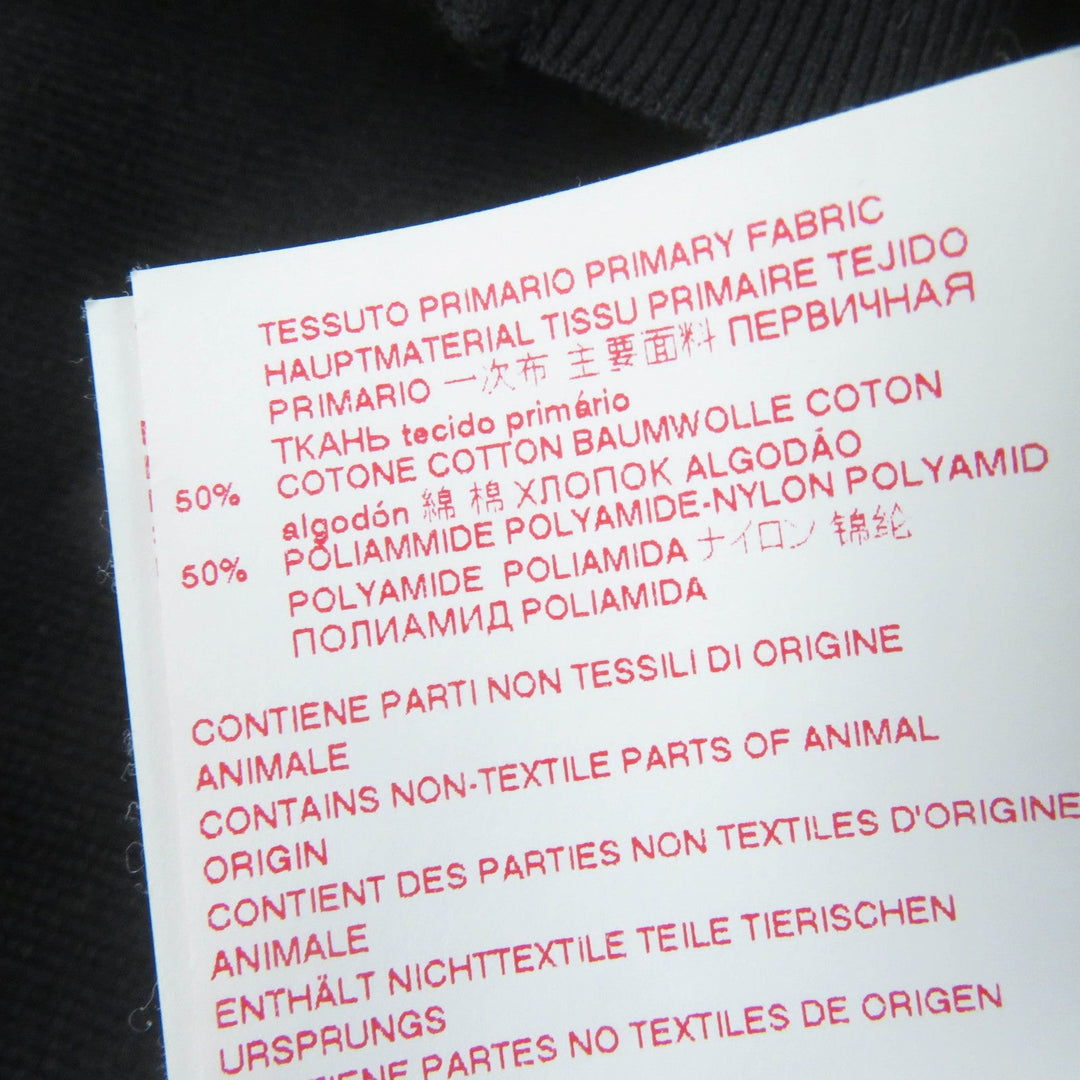 TESSUTO PRIMARIO PRIMARY FABRIC
HAUPTMATERIAL TISSU PRIMAIRE TEJIDO
PRIMARIO 一次布 主要面料 ПЕРВИЧНАЯ
ТКАНЬ tecido primário
50% COTONE COTTON BAUMWOLLE COTON
algodón 綿 棉 ХЛОПОК ALGODÃO
50% POLIAMMIDE POLYAMIDE-NYLON POLYAMID
POLYAMIDE POLIAMIDA ナイロン 锦纶
ПОЛИАМИД POLIAMIDA
CONTIENE PARTI NON TESSILI DI ORIGINE
ANIMALE
CONTAINS NON-TEXTILE PARTS OF ANIMAL
ORIGIN
CONTIENT DES PARTIES NON TEXTILES D'ORIGINE
ANIMALE
ENTHÄLT NICHTTEXTILE TEILE TIERISCHEN
URSPRUNGS
PARTES NO TEXTILES DE ORIGEN